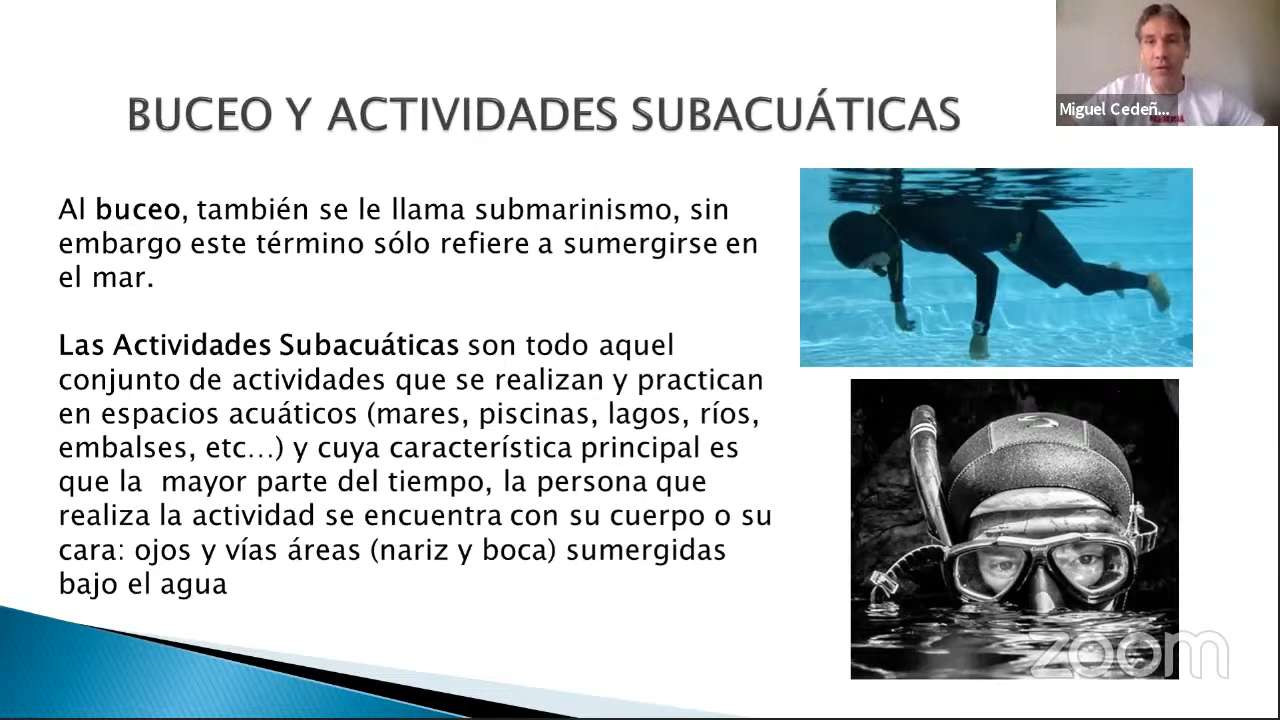 Miguel Cedeñ...
BUCEO Y ACTIVIDADES SUBACUÁTICAS
Al buceo, también se le llama submarinismo, sin
embargo este término sólo refiere a sumergirse en
el mar.
Las Actividades Subacuáticas son todo aquel
conjunto de actividades que se realizan y practican
en espacios acuáticos (mares, piscinas, lagos, ríos,
embalses, etc…) y cuya característica principal es
que la mayor parte del tiempo, la persona que
realiza la actividad se encuentra con su cuerpo o su
cara: ojos y vías áreas (nariz y boca) sumergidas
bajo el agua
zoom